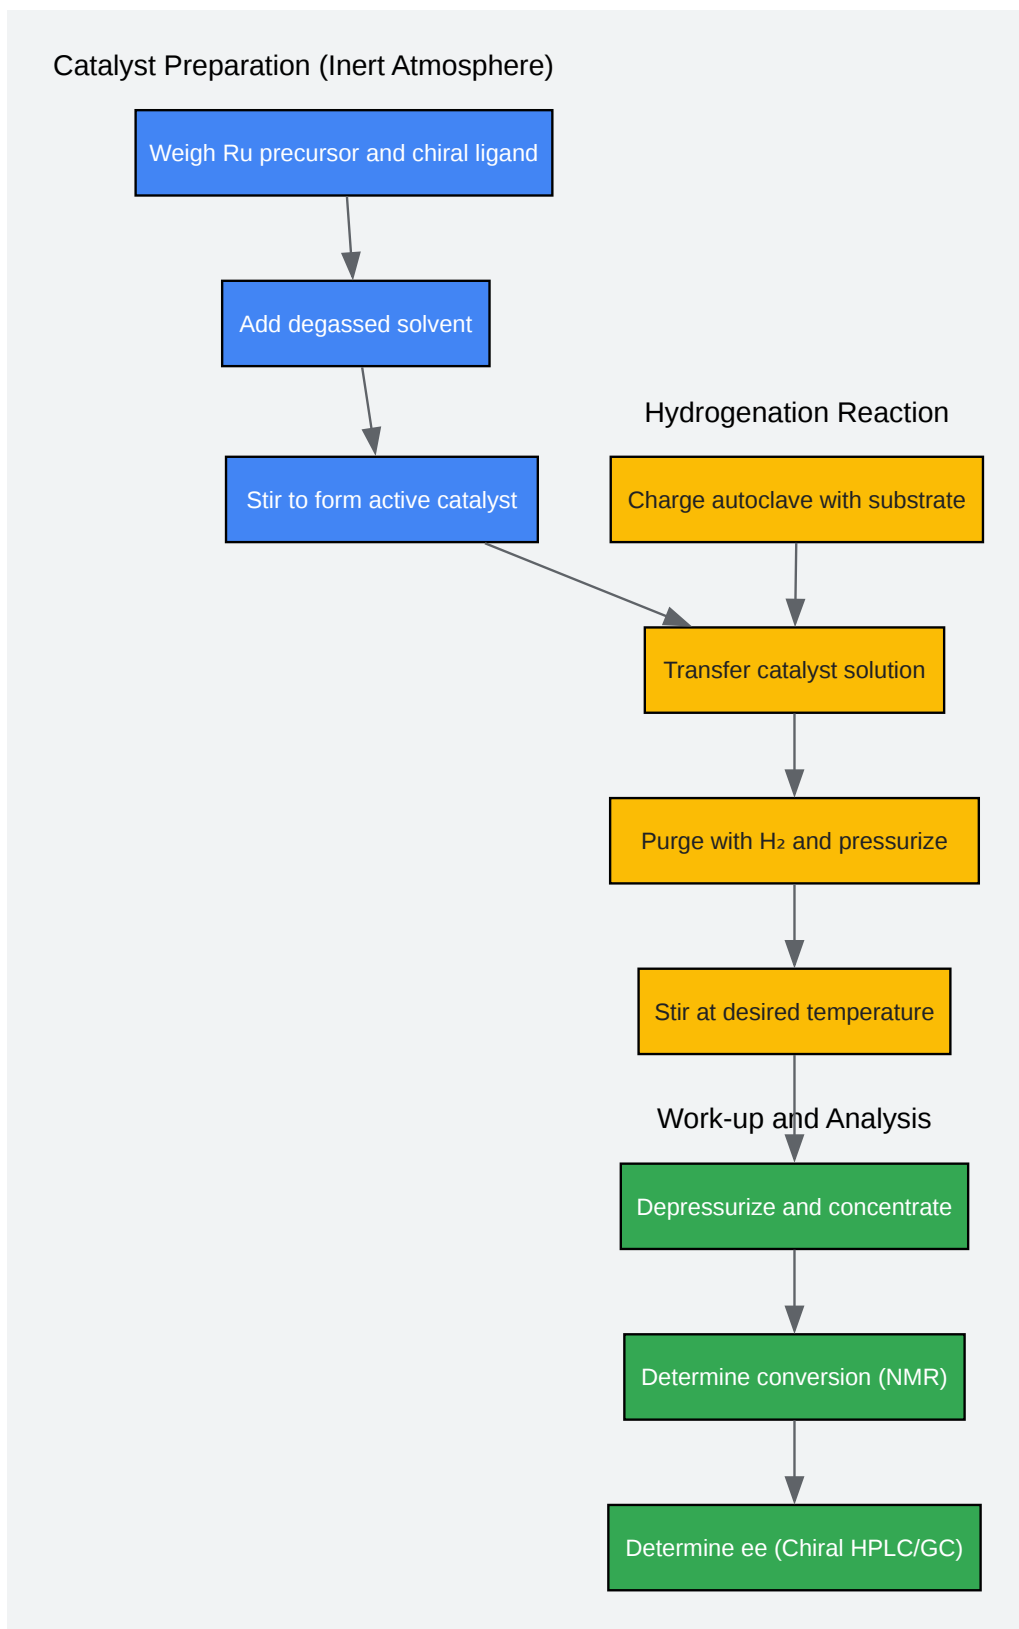 Catalyst Preparation (Inert Atmosphere)
Weigh Ru precursor and chiral ligand
Add degassed solvent
Stir to form active catalyst
Hydrogenation Reaction
Charge autoclave with substrate
Transfer catalyst solution
Purge with H₂ and pressurize
Stir at desired temperature
Work-up and Analysis
Depressurize and concentrate
Determine conversion (NMR)
Determine ee (Chiral HPLC/GC)